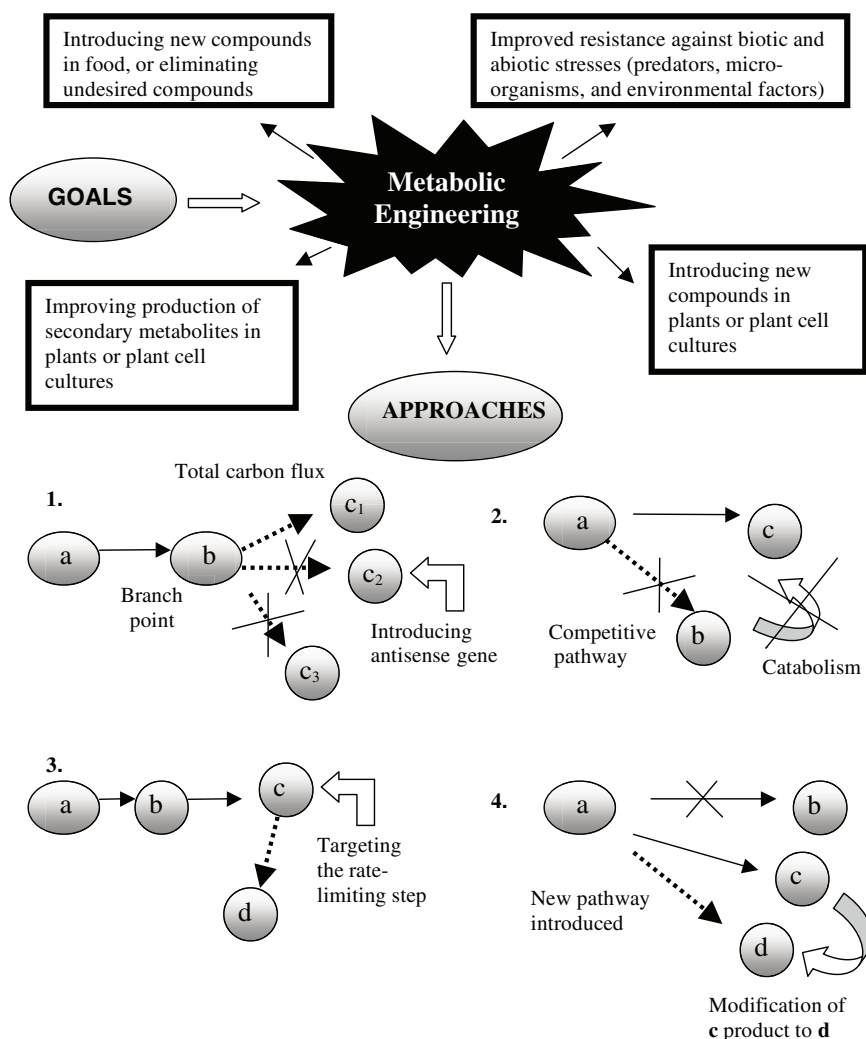 Introducing new compounds
in food, or eliminating
undesired compounds
Improved resistance against biotic and
abiotic stresses (predators, micro-
organisms, and environmental factors)
GOALS
Metabolic
Engineering
Improving production of
secondary metabolites in
plants or plant cell
cultures
Introducing new
compounds in
plants or plant cell
cultures
APPROACHES
1.
Total carbon flux
a
b
c₁
c₂
c₃
Branch
point
Introducing
antisense gene
2.
a
c
b
Competitive
pathway
Catabolism
3.
a
b
c
d
Targeting
the rate-
limiting step
4.
a
b
c
d
New pathway
introduced
Modification of
c product to d